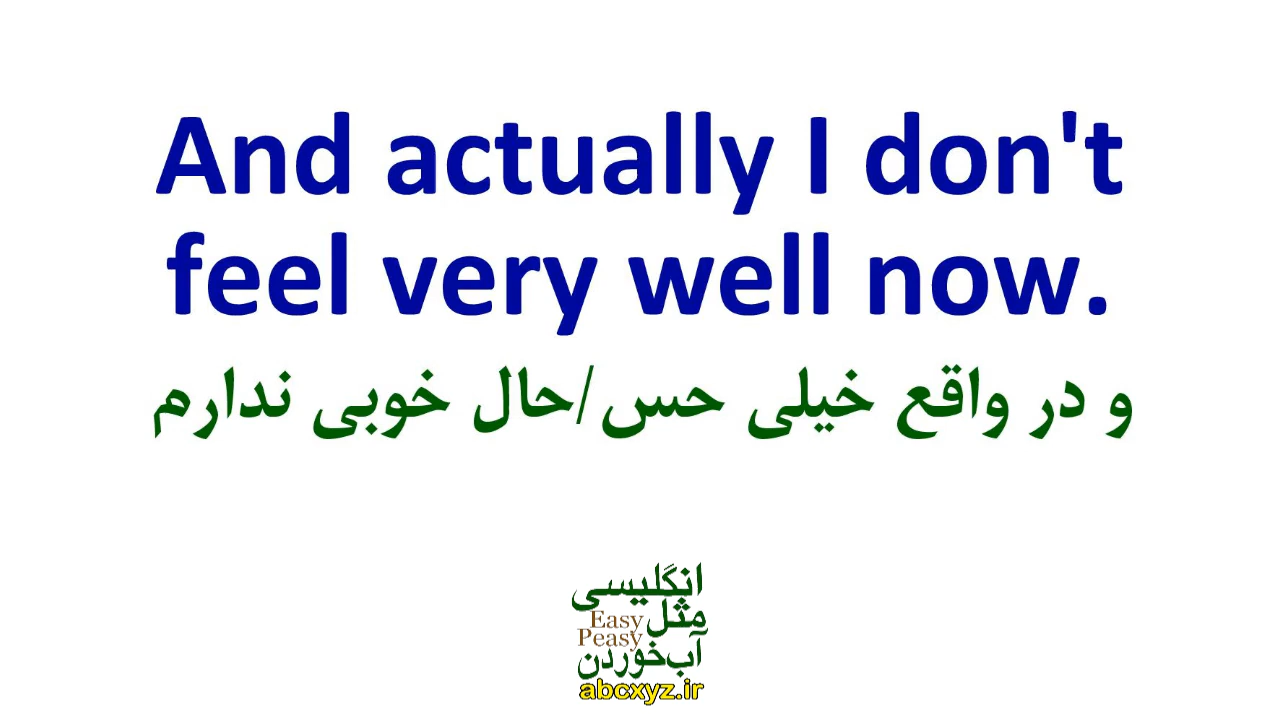 And actually I don't
feel very well now.
و در واقع خیلی حس/حال خوبی ندارم
انگلیسی
مثل
Easy
Peasy
آب‌خوردن
abcxyz.ir